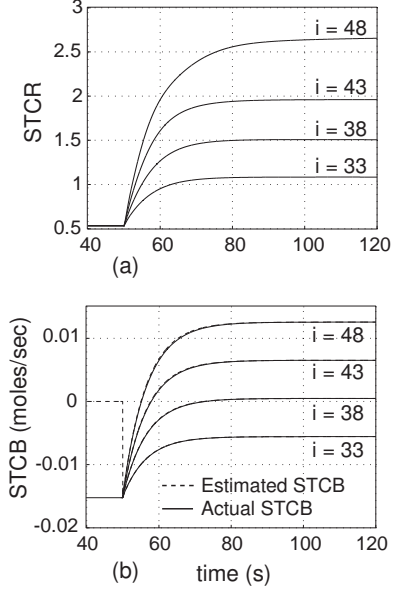 3
2.5
2
1.5
1
0.5
STCR
i = 48
i = 43
i = 38
i = 33
40 60 80 100 120
(a)
0.01
0
-0.01
-0.02
STCB (moles/sec)
i = 48
i = 43
i = 38
i = 33
Estimated STCB
Actual STCB
40 60 80 100 120
(b) time (s)